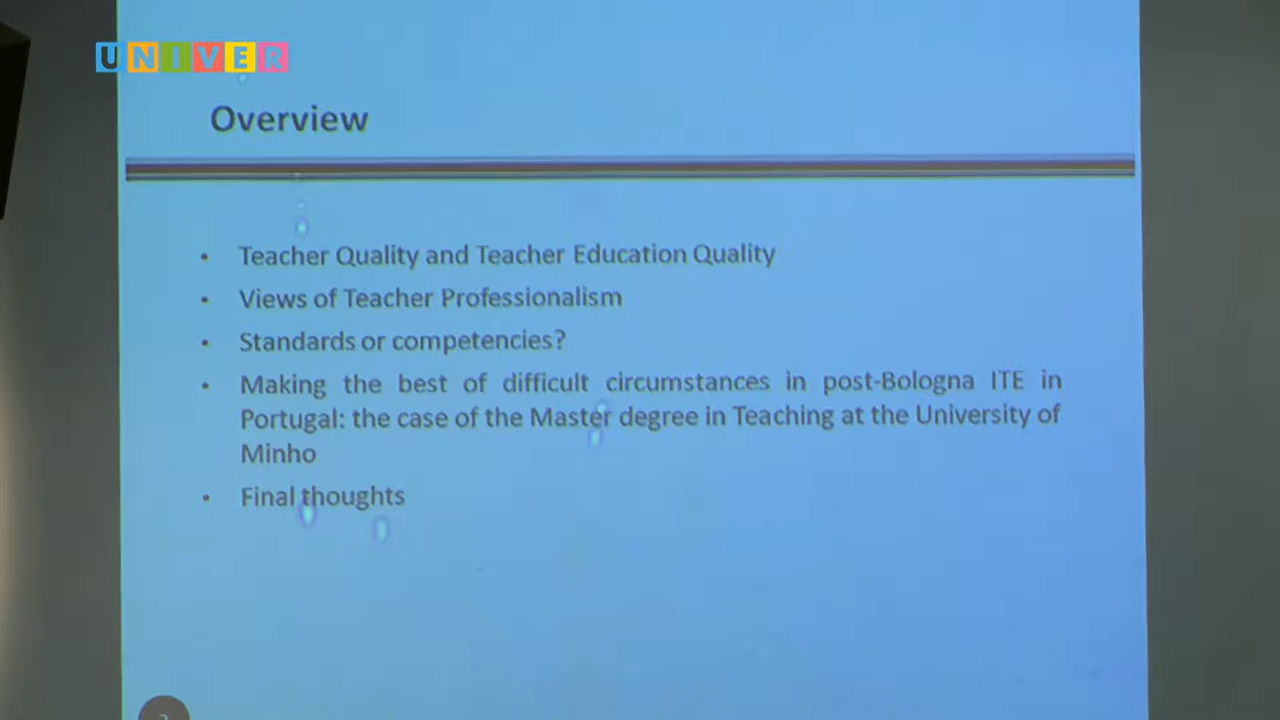 UNIVER
Overview
• Teacher Quality and Teacher Education Quality
• Views of Teacher Professionalism
• Standards or competencies?
• Making the best of difficult circumstances in post-Bologna ITE in
Portugal: the case of the Master degree in Teaching at the University of
Minho
• Final thoughts